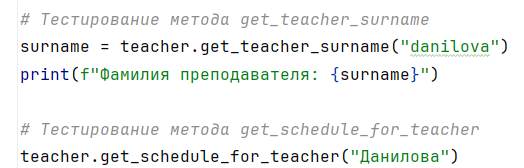 # Тестирование метода get_teacher_surname
surname = teacher.get_teacher_surname("danilova")
print(f"Фамилия преподавателя: {surname}")
# Тестирование метода get_schedule_for_teacher
teacher.get_schedule_for_teacher("Данилова")